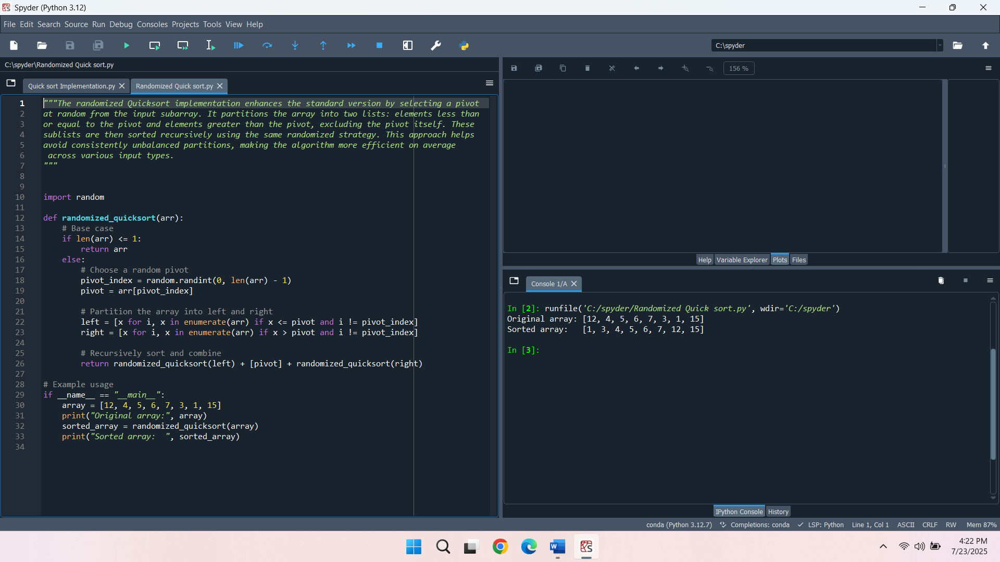 Spyder (Python 3.12)
File Edit Search Source Run Debug Consoles Projects Tools View Help
C:\spyder
C:\spyder\Randomized Quick sort.py
156 %
Quick sort Implementation.py
Randomized Quick sort.py
1 """The randomized Quicksort implementation enhances the standard version by selecting a pivot
2 at random from the input subarray. It partitions the array into two lists: elements less than
3 or equal to the pivot and elements greater than the pivot, excluding the pivot itself. These
4 sublists are then sorted recursively using the same randomized strategy. This approach helps
5 avoid consistently unbalanced partitions, making the algorithm more efficient on average
6  across various input types.
7 """
8
9
10 import random
11
12 def randomized_quicksort(arr):
13     # Base case
14     if len(arr) <= 1:
15         return arr
16     else:
17         # Choose a random pivot
18         pivot_index = random.randint(0, len(arr) - 1)
19         pivot = arr[pivot_index]
20
21         # Partition the array into left and right
22         left = [x for i, x in enumerate(arr) if x <= pivot and i != pivot_index]
23         right = [x for i, x in enumerate(arr) if x > pivot and i != pivot_index]
24
25         # Recursively sort and combine
26         return randomized_quicksort(left) + [pivot] + randomized_quicksort(right)
27
28 # Example usage
29 if __name__ == "__main__":
30     array = [12, 4, 5, 6, 7, 3, 1, 15]
31     print("Original array:", array)
32     sorted_array = randomized_quicksort(array)
33     print("Sorted array:  ", sorted_array)
34
Help Variable Explorer Plots Files
Console 1/A
In [2]: runfile('C:/spyder/Randomized Quick sort.py', wdir='C:/spyder')
Original array: [12, 4, 5, 6, 7, 3, 1, 15]
Sorted array:   [1, 3, 4, 5, 6, 7, 12, 15]
In [3]:
IPython Console History
conda (Python 3.12.7) Completions: conda LSP: Python Line 1, Col 1 ASCII CRLF RW Mem 87%
4:22 PM
7/23/2025